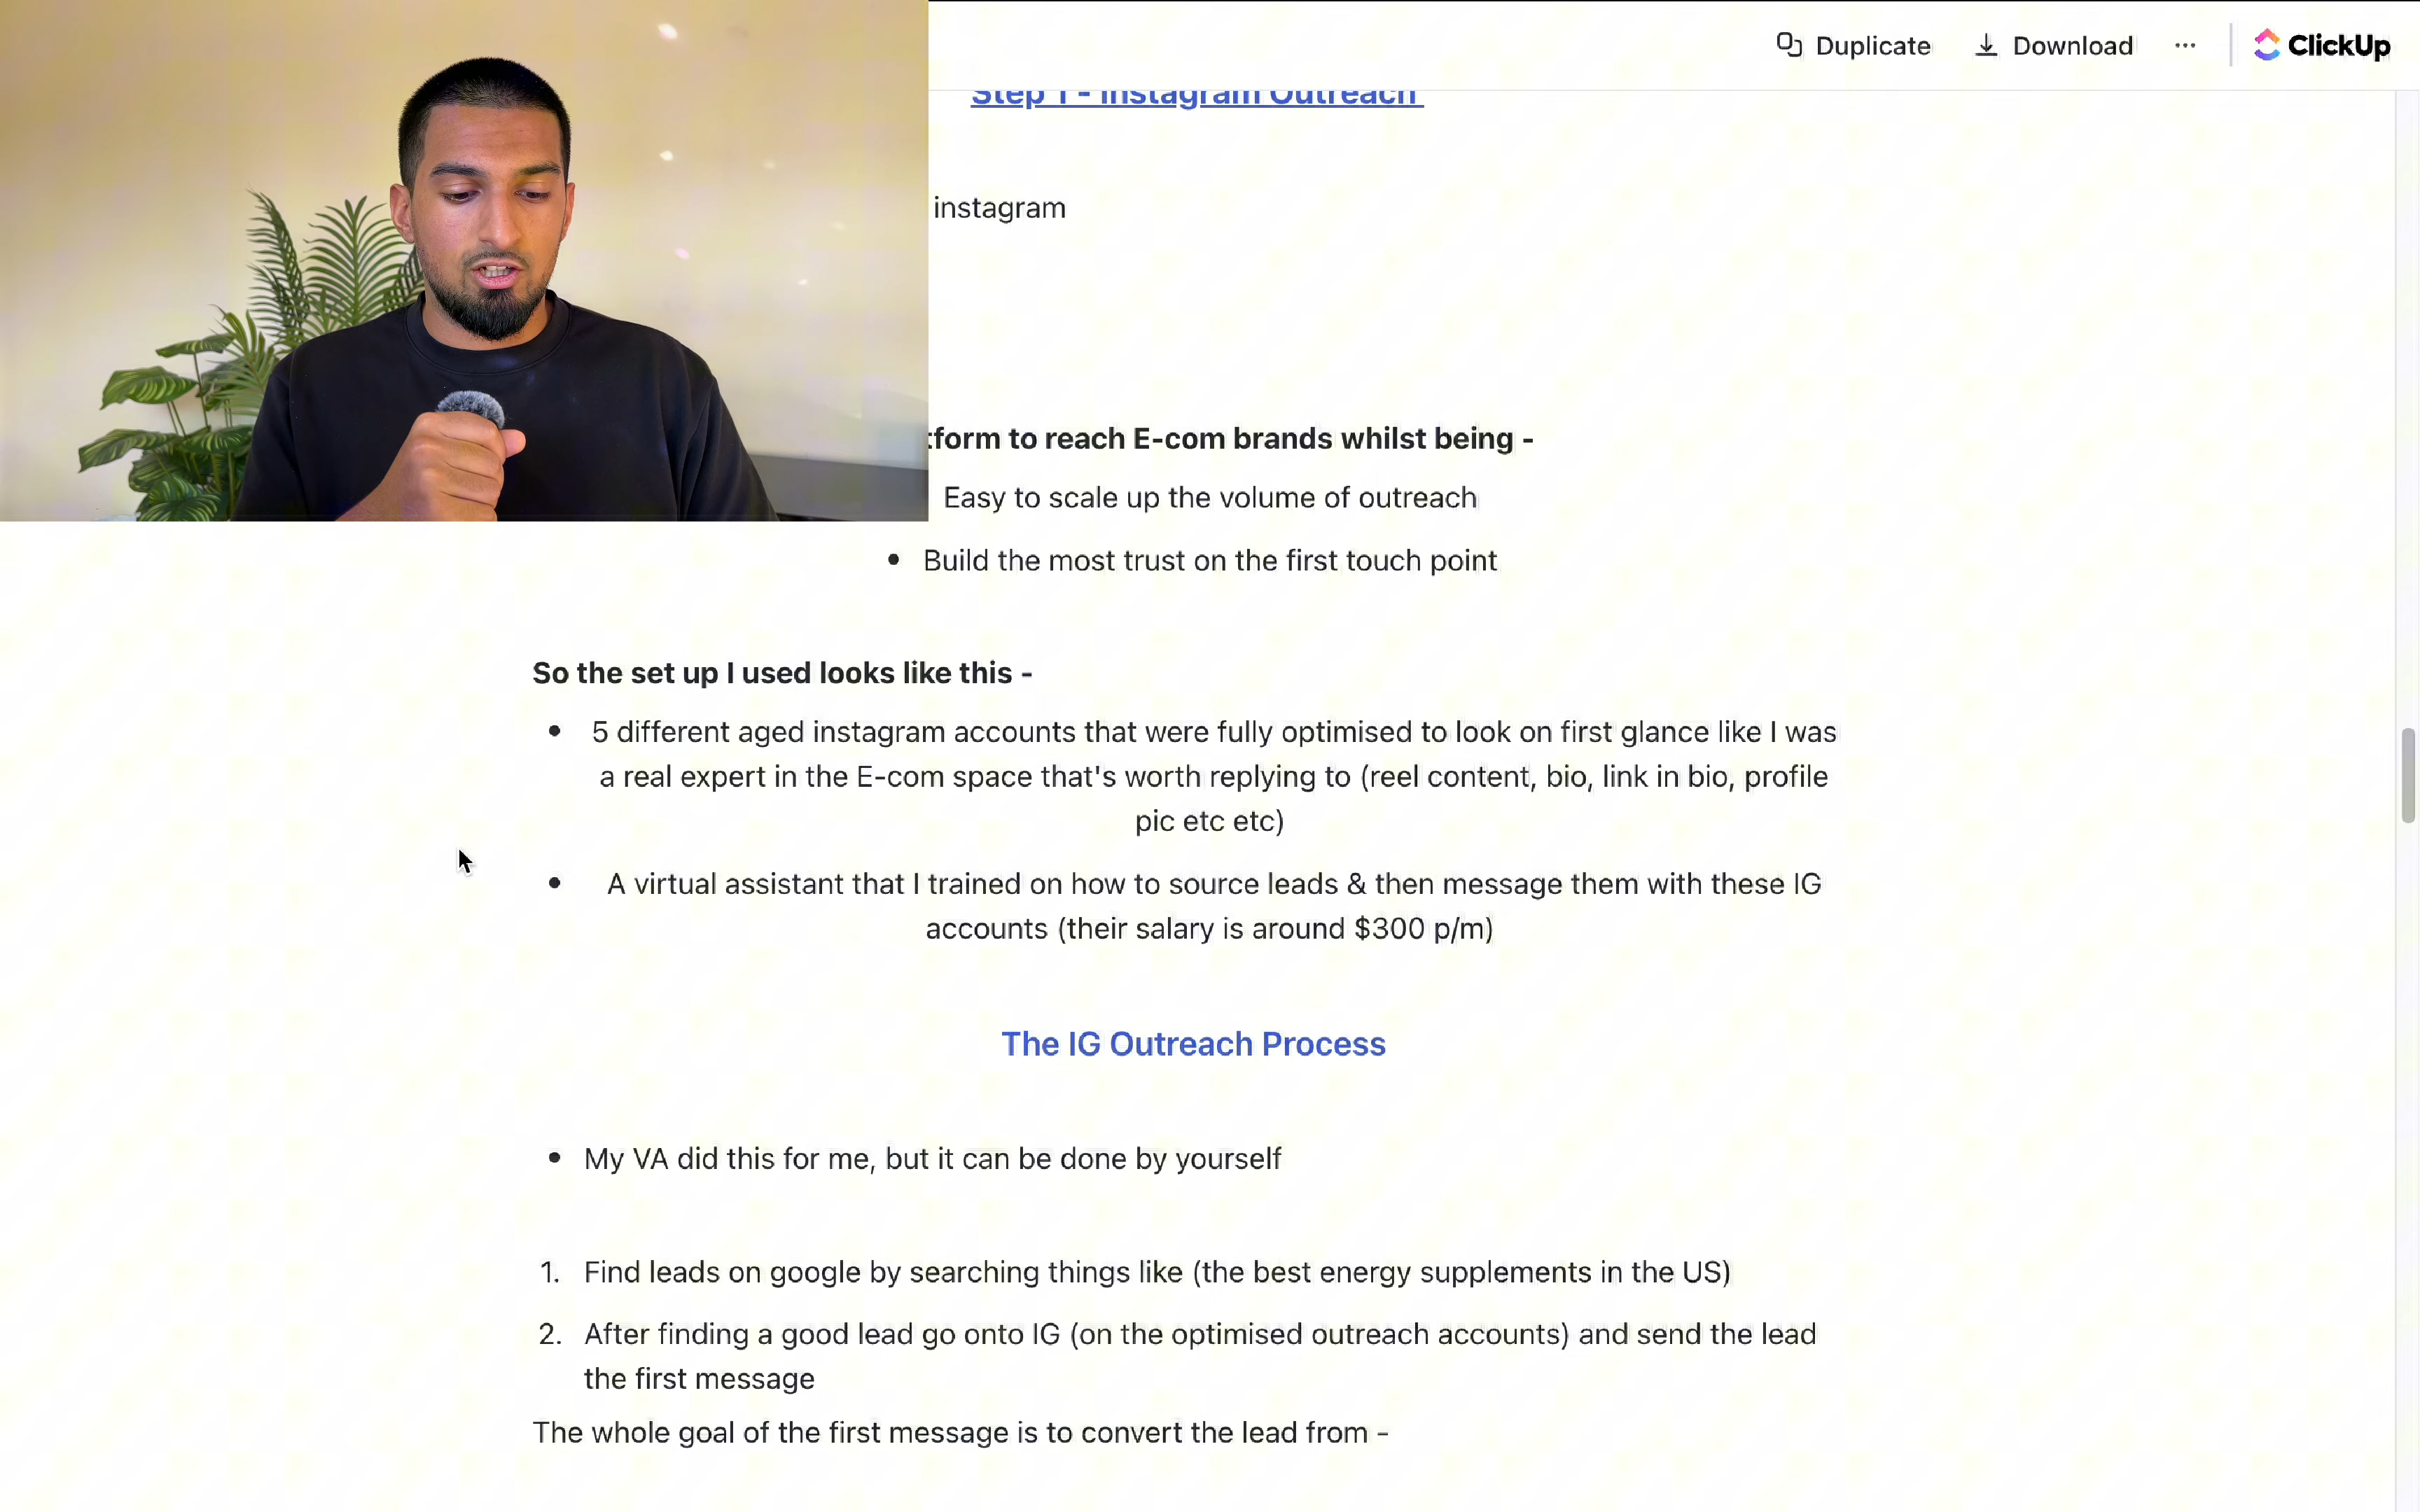 Duplicate Download ... ClickUp
Step 1 - Instagram Outreach
instagram
tform to reach E-com brands whilst being -
Easy to scale up the volume of outreach
• Build the most trust on the first touch point
So the set up I used looks like this -
• 5 different aged instagram accounts that were fully optimised to look on first glance like I was
a real expert in the E-com space that's worth replying to (reel content, bio, link in bio, profile
pic etc etc)
• A virtual assistant that I trained on how to source leads & then message them with these IG
accounts (their salary is around $300 p/m)
The IG Outreach Process
• My VA did this for me, but it can be done by yourself
1. Find leads on google by searching things like (the best energy supplements in the US)
2. After finding a good lead go onto IG (on the optimised outreach accounts) and send the lead
the first message
The whole goal of the first message is to convert the lead from -